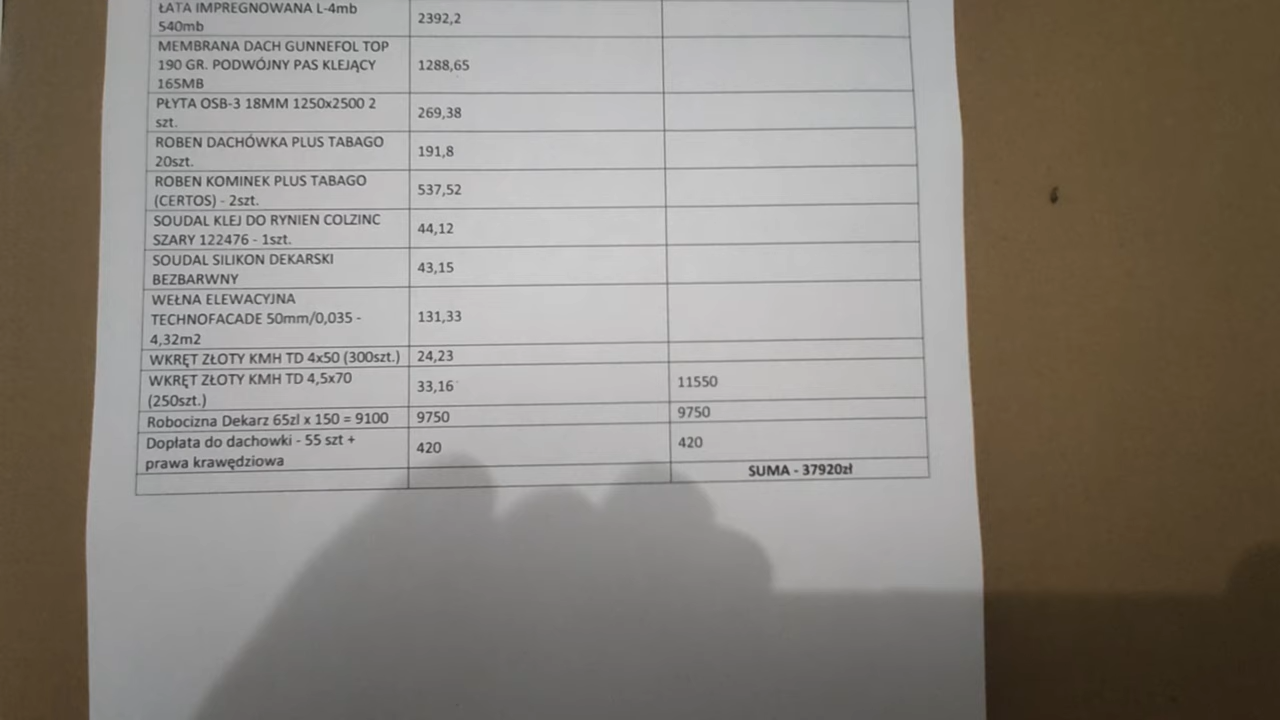 ŁATA IMPREGNOWANA L-4mb
540mb
2392,2
MEMBRANA DACH GUNNEFOL TOP
190 GR. PODWÓJNY PAS KLEJĄCY
165MB
1288,65
PŁYTA OSB-3 18MM 1250x2500 2
szt.
269,38
ROBEN DACHÓWKA PLUS TABAGO
20szt.
191,8
ROBEN KOMINEK PLUS TABAGO
(CERTOS) - 2szt.
537,52
SOUDAL KLEJ DO RYNIEN COLZINC
SZARY 122476 - 1szt.
44,12
SOUDAL SILIKON DEKARSKI
BEZBARWNY
43,15
WEŁNA ELEWACYJNA
TECHNOFACADE 50mm/0,035 -
4,32m2
131,33
WKRĘT ZŁOTY KMH TD 4x50 (300szt.)
24,23
WKRĘT ZŁOTY KMH TD 4,5x70
(250szt.)
33,16
11550
Robocizna Dekarz 65zl x 150 = 9100
9750
9750
Dopłata do dachowki - 55 szt +
prawa krawędziowa
420
420
SUMA - 37920zł